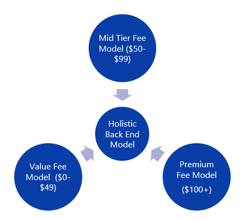 Mid Tier Fee
Model ($50-
$99)
Holistic
Back End
Model
Value Fee
Model ($0-
$49)
Premium
Fee Model
($100+)